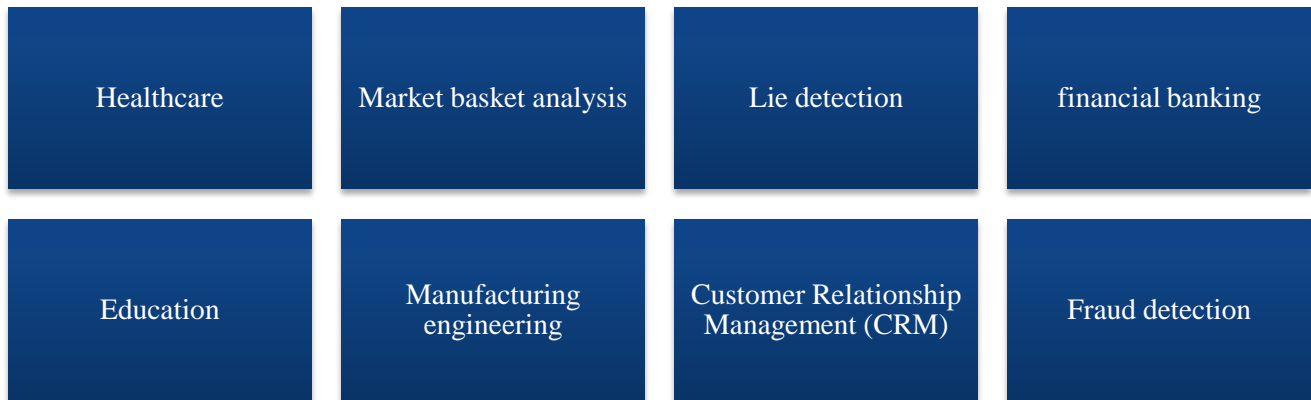 Healthcare
Market basket analysis
Lie detection
financial banking
Education
Manufacturing
engineering
Customer Relationship
Management (CRM)
Fraud detection